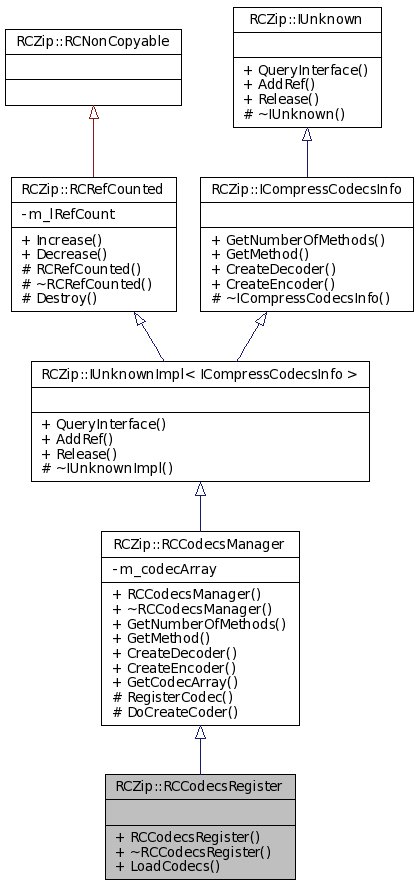 RCZip::RCNonCopyable
RCZip::IUnknown
+ QueryInterface()
+ AddRef()
+ Release()
# ~IUnknown()
RCZip::RCRefCounted
- m_lRefCount
+ Increase()
+ Decrease()
# RCRefCounted()
# ~RCRefCounted()
# Destroy()
RCZip::ICompressCodecsInfo
+ GetNumberOfMethods()
+ GetMethod()
+ CreateDecoder()
+ CreateEncoder()
# ~ICompressCodecsInfo()
RCZip::IUnknownImpl< ICompressCodecsInfo >
+ QueryInterface()
+ AddRef()
+ Release()
# ~IUnknownImpl()
RCZip::RCCodecsManager
- m_codecArray
+ RCCodecsManager()
+ ~RCCodecsManager()
+ GetNumberOfMethods()
+ GetMethod()
+ CreateDecoder()
+ CreateEncoder()
+ GetCodecArray()
# RegisterCodec()
# DoCreateCoder()
RCZip::RCCodecsRegister
+ RCCodecsRegister()
+ ~RCCodecsRegister()
+ LoadCodecs()